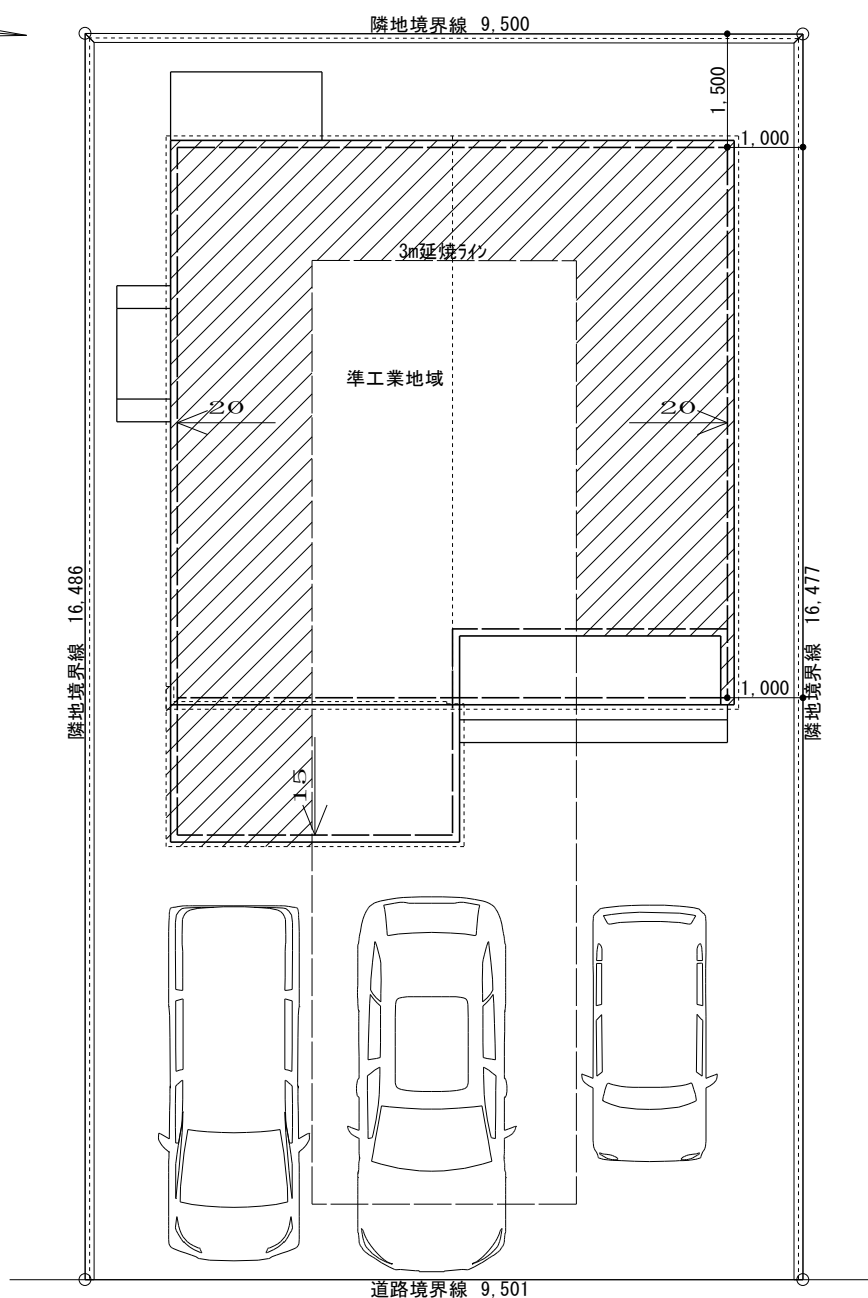 隣地境界線 9,500
1,500
1,000
3m延焼ライン
準工業地域
20
20
隣地境界線 16,486
隣地境界線 16,477
1,000
15
道路境界線 9,501